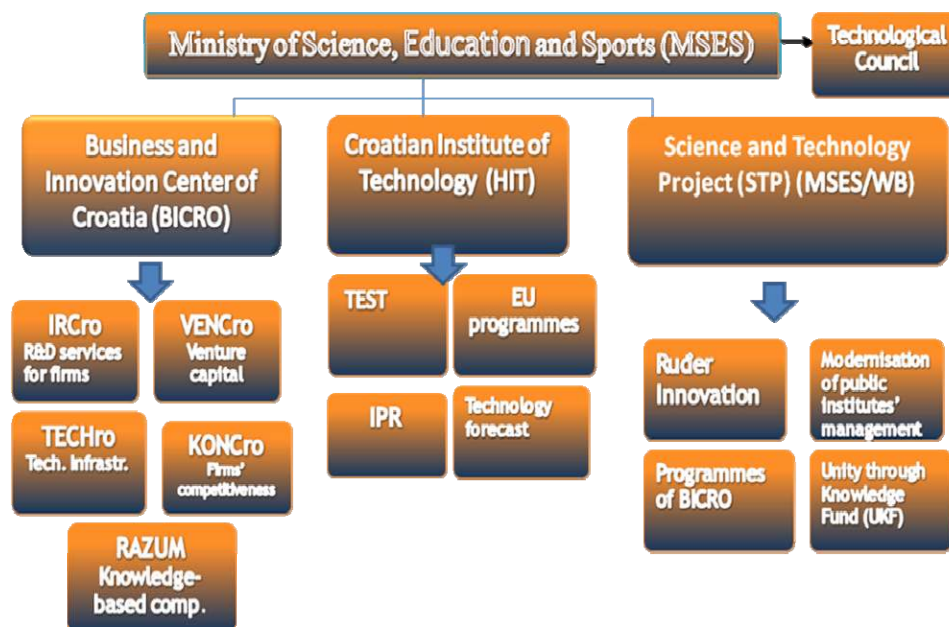 Ministry of Science, Education and Sports (MSES)
Technological
Council
Business and
Innovation Center of
Croatia (BICRO)
Croatian Institute of
Technology (HIT)
Science and Technology
Project (STP) (MSES/WB)
IRCro
R&D services
for firms
VENCro
Venture
capital
TECHro
Tech. Infrastr.
KONCro
Firms'
competitiveness
RAZUM
Knowledge-
based comp.
TEST
EU
programmes
IPR
Technology
forecast
Ruđer
Innovation
Modernisation
of public
institutes'
management
Programmes
of BICRO
Unity through
Knowledge
Fund (UKF)